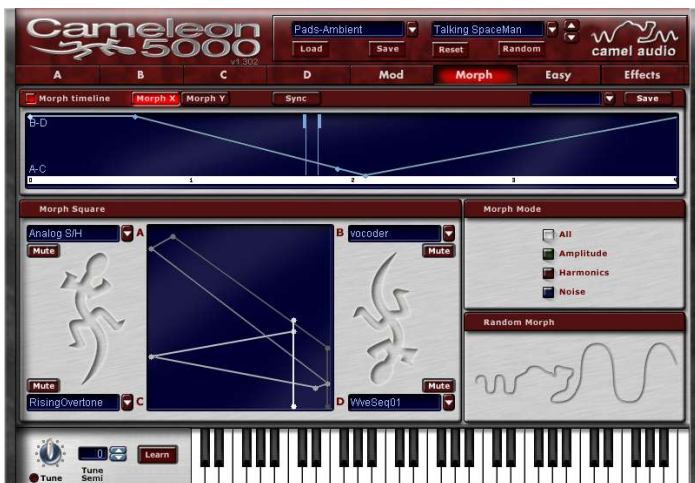 Cameleon
5000
v1.302
Pads-Ambient
Talking SpaceMan
Load
Save
Reset
Random
camel audio
A
B
C
D
Mod
Morph
Easy
Effects
Morph timeline
Morph X
Morph Y
Sync
Save
B-D
A-C
0
1
2
3
4
Morph Square
Morph Mode
Analog S/H
A
B
vocoder
Mute
Mute
All
Amplitude
Harmonics
Noise
Random Morph
Mute
Mute
RisingOvertone
C
D
WveSeq01
0
Learn
Tune
Tune
Semi